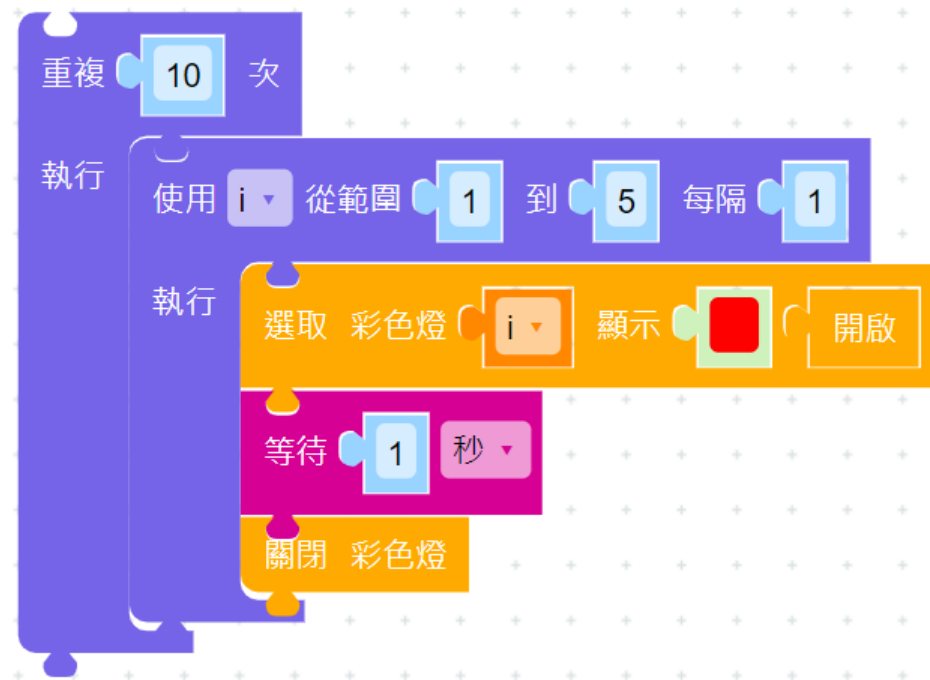 重複 10 次
執行
使用 i 從範圍 1 到 5 每隔 1
執行
選取 彩色燈 i 顯示 開啟
等待 1 秒
關閉 彩色燈